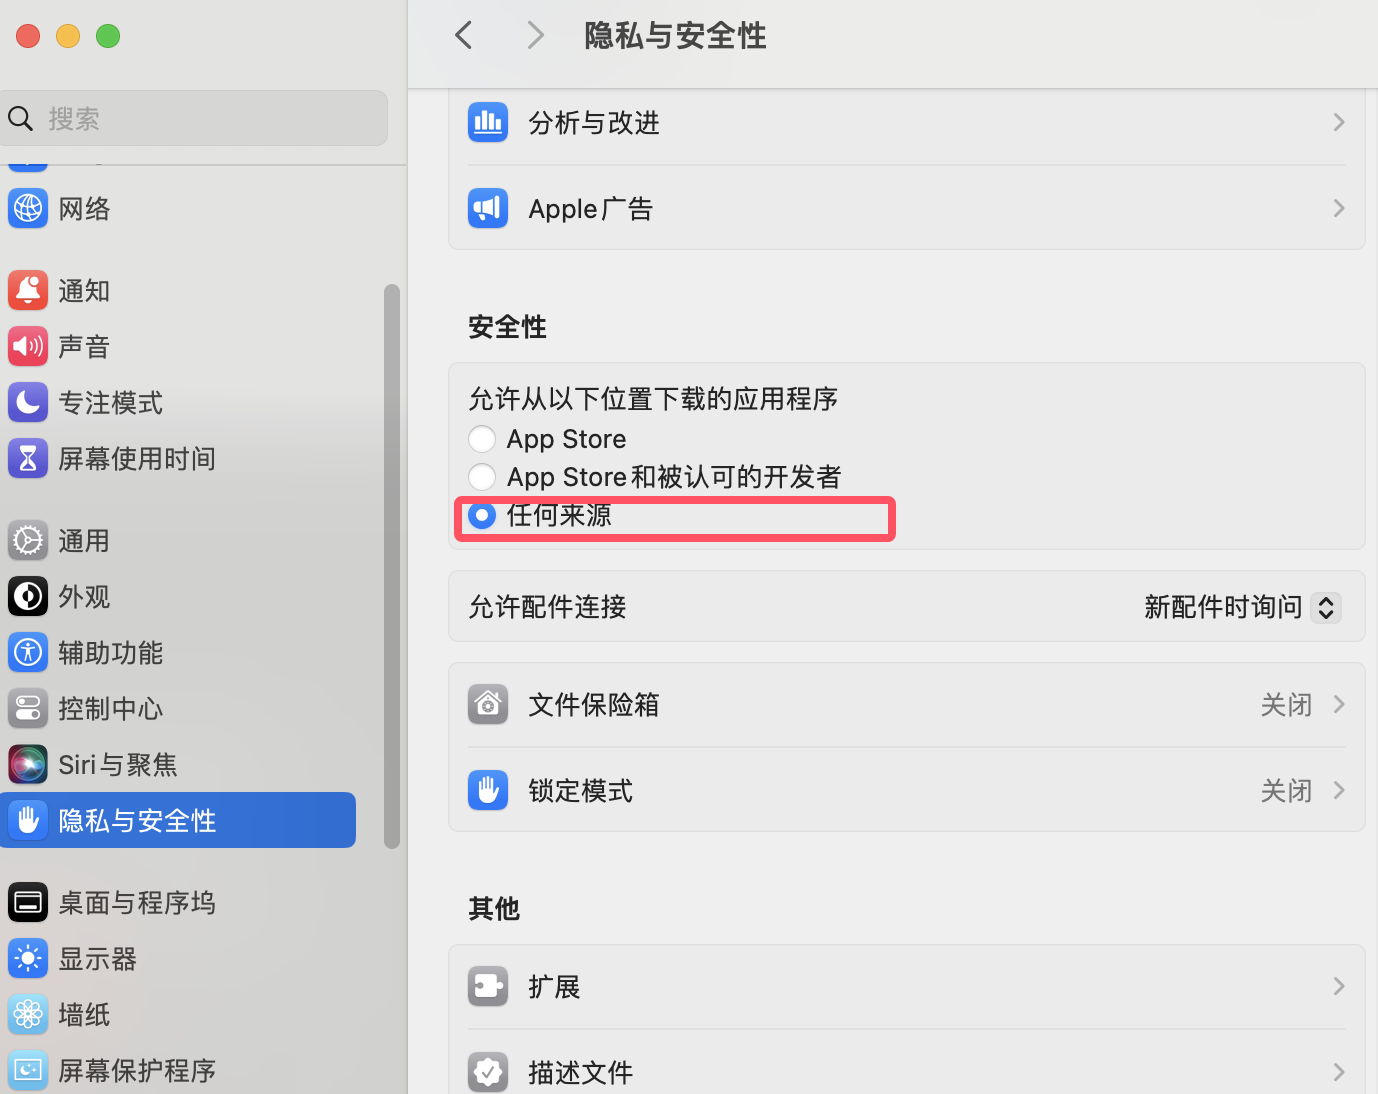 搜索
网络
通知
声音
专注模式
屏幕使用时间
通用
外观
辅助功能
控制中心
Siri与聚焦
隐私与安全性
桌面与程序坞
显示器
墙纸
屏幕保护程序
隐私与安全性
分析与改进
Apple广告
安全性
允许从以下位置下载的应用程序
App Store
App Store和被认可的开发者
任何来源
允许配件连接 新配件时询问
文件保险箱 关闭
锁定模式 关闭
其他
扩展
描述文件